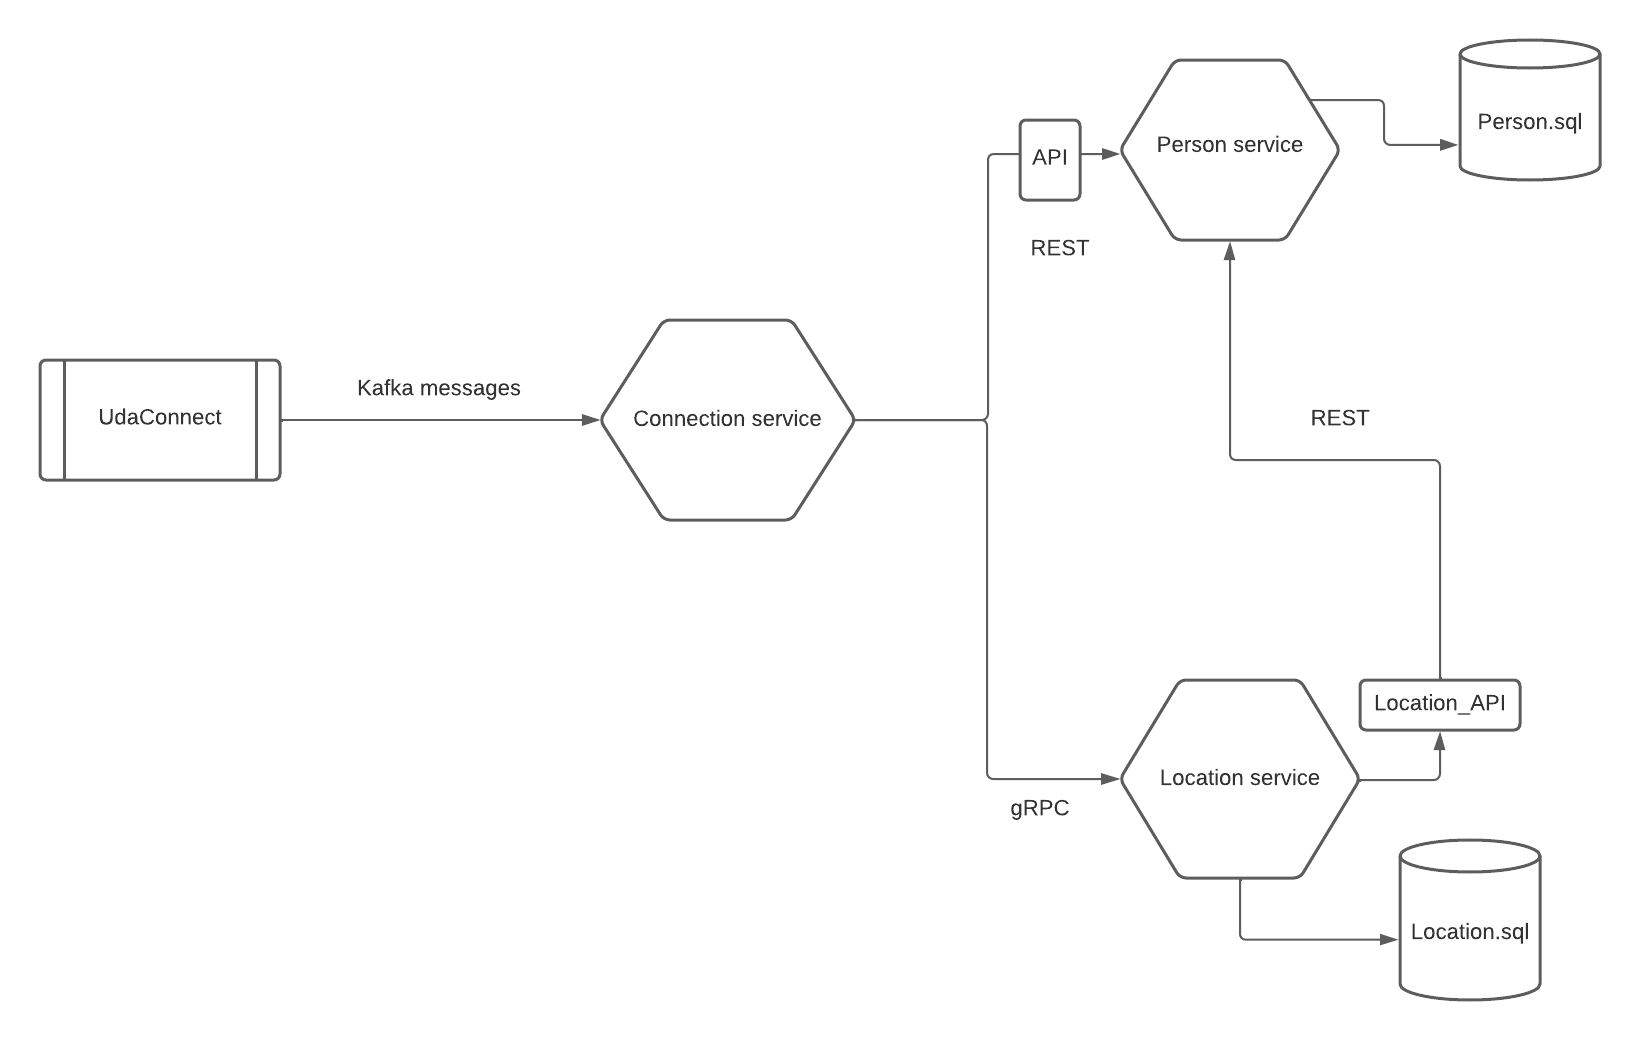 Person.sql
Person service
API
REST
Kafka messages
UdaConnect
Connection service
REST
Location_API
Location service
gRPC
Location.sql